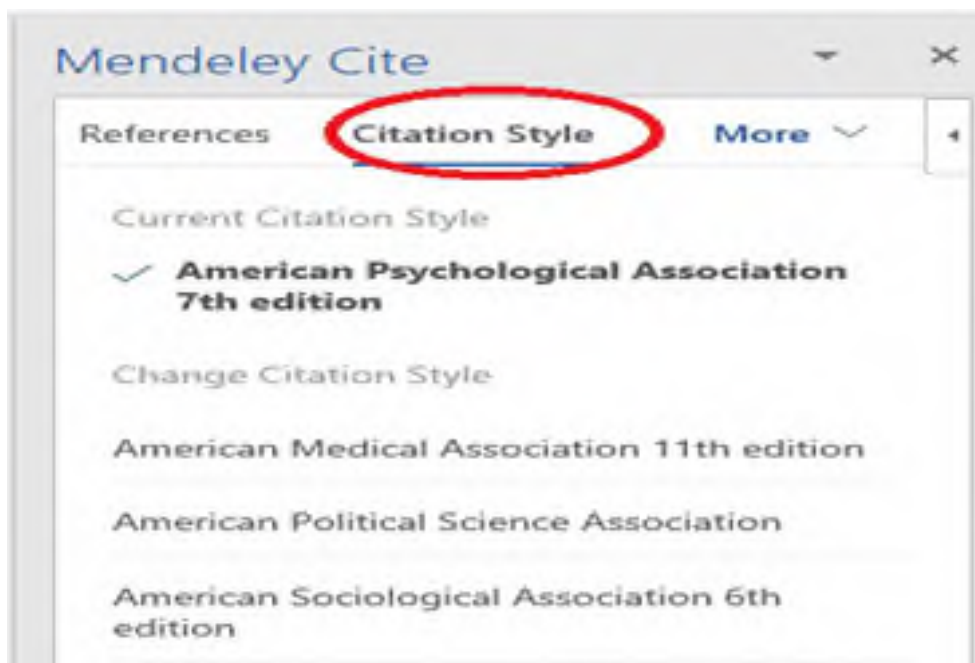 Mendeley Cite
References Citation Style More
Current Citation Style
American Psychological Association
7th edition
Change Citation Style
American Medical Association 11th edition
American Political Science Association
American Sociological Association 6th
edition